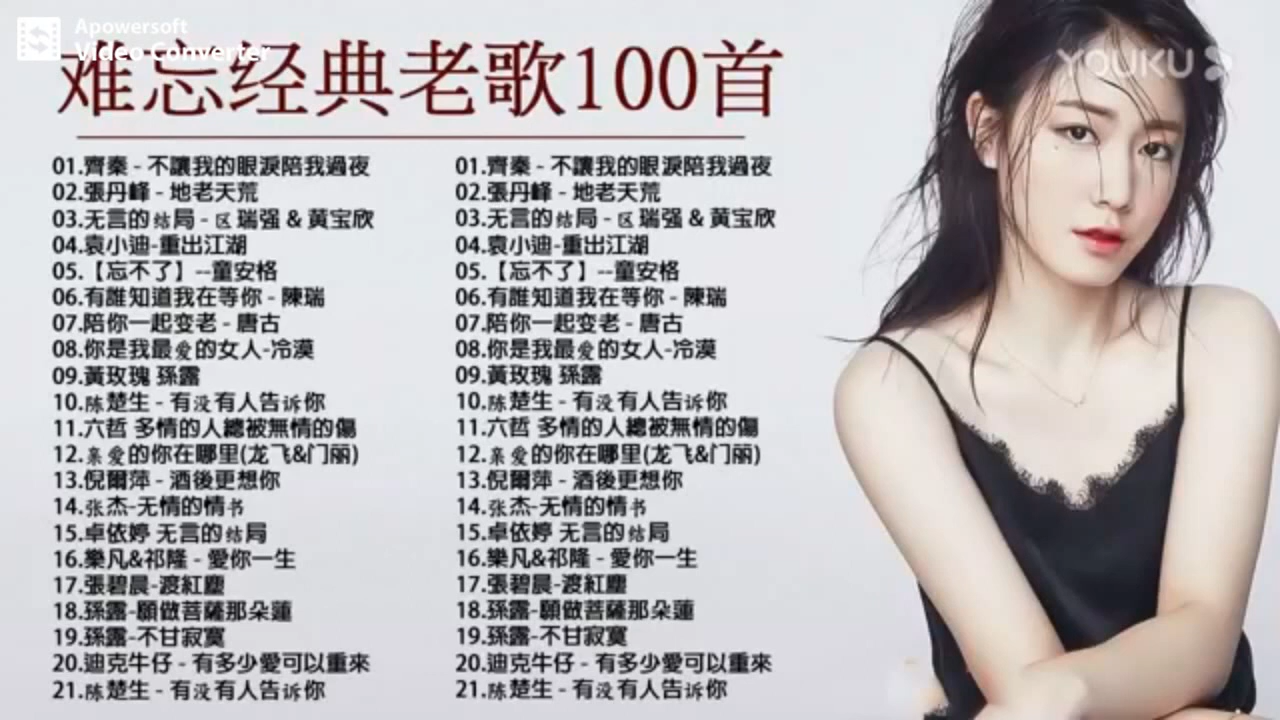 Apowersoft
Video Converter
YOUKU
难忘经典老歌100首
01.齊秦 - 不讓我的眼淚陪我過夜
02.張丹峰 - 地老天荒
03.无言的结局 - 区瑞强 & 黄宝欣
04.袁小迪-重出江湖
05.【忘不了】--童安格
06.有誰知道我在等你 - 陳瑞
07.陪你一起变老 - 唐古
08.你是我最爱的女人-冷漠
09.黃玫瑰 孫露
10.陈楚生 - 有没有人告诉你
11.六哲 多情的人總被無情的傷
12.亲爱的你在哪里(龙飞&门丽)
13.倪爾萍 - 酒後更想你
14.张杰-无情的情书
15.卓依婷 无言的结局
16.樂凡&祁隆 - 愛你一生
17.張碧晨-渡紅塵
18.孫露-願做菩薩那朵蓮
19.孫露-不甘寂寞
20.迪克牛仔 - 有多少愛可以重來
21.陈楚生 - 有没有人告诉你
01.齊秦 - 不讓我的眼淚陪我過夜
02.張丹峰 - 地老天荒
03.无言的结局 - 区瑞强 & 黄宝欣
04.袁小迪-重出江湖
05.【忘不了】--童安格
06.有誰知道我在等你 - 陳瑞
07.陪你一起变老 - 唐古
08.你是我最爱的女人-冷漠
09.黃玫瑰 孫露
10.陈楚生 - 有没有人告诉你
11.六哲 多情的人總被無情的傷
12.亲爱的你在哪里(龙飞&门丽)
13.倪爾萍 - 酒後更想你
14.张杰-无情的情书
15.卓依婷 无言的结局
16.樂凡&祁隆 - 愛你一生
17.張碧晨-渡紅塵
18.孫露-願做菩薩那朵蓮
19.孫露-不甘寂寞
20.迪克牛仔 - 有多少愛可以重來
21.陈楚生 - 有没有人告诉你